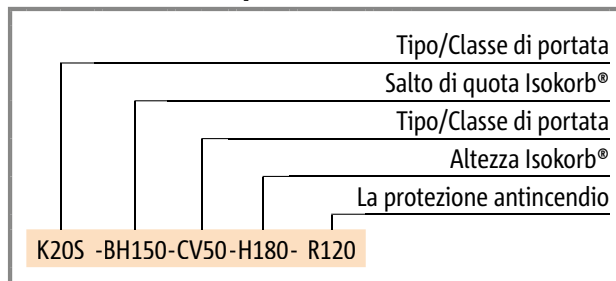 Tipo/Classe di portata
Salto di quota Isokorb®
Tipo/Classe di portata
Altezza Isokorb®
La protezione antincendio
K20S -BH150-CV50-H180- R120